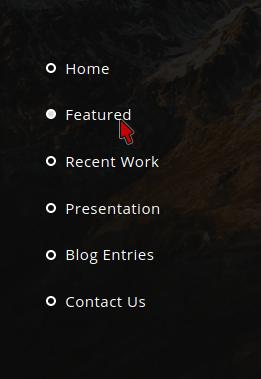 Home
Featured
Recent Work
Presentation
Blog Entries
Contact Us